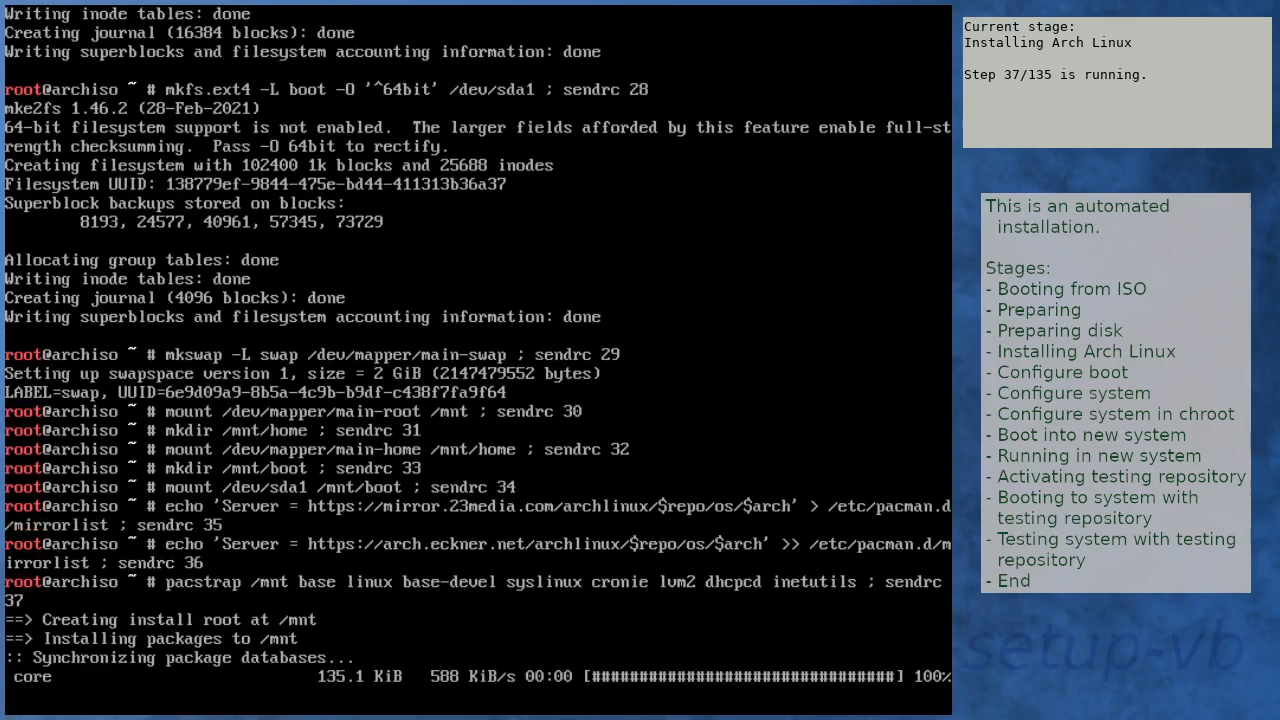 Writing inode tables: done
Creating journal (16384 blocks): done
Writing superblocks and filesystem accounting information: done
root@archiso ~ # mkfs.ext4 -L boot -O '^64bit' /dev/sda1 ; sendrc 28
mke2fs 1.46.2 (28-Feb-2021)
64-bit filesystem support is not enabled.  The larger fields afforded by this feature enable full-st
rength checksumming.  Pass -O 64bit to rectify.
Creating filesystem with 102400 1k blocks and 25688 inodes
Filesystem UUID: 138779ef-9844-475e-bd44-411313b36a37
Superblock backups stored on blocks:
        8193, 24577, 40961, 57345, 73729
Allocating group tables: done
Writing inode tables: done
Creating journal (4096 blocks): done
Writing superblocks and filesystem accounting information: done
root@archiso ~ # mkswap -L swap /dev/mapper/main-swap ; sendrc 29
Setting up swapspace version 1, size = 2 GiB (2147479552 bytes)
LABEL=swap, UUID=6e9d09a9-8b5a-4c9b-b9df-c438f7fa9f64
root@archiso ~ # mount /dev/mapper/main-root /mnt ; sendrc 30
root@archiso ~ # mkdir /mnt/home ; sendrc 31
root@archiso ~ # mount /dev/mapper/main-home /mnt/home ; sendrc 32
root@archiso ~ # mkdir /mnt/boot ; sendrc 33
root@archiso ~ # mount /dev/sda1 /mnt/boot ; sendrc 34
root@archiso ~ # echo 'Server = https://mirror.23media.com/archlinux/$repo/os/$arch' > /etc/pacman.d
/mirrorlist ; sendrc 35
root@archiso ~ # echo 'Server = https://arch.eckner.net/archlinux/$repo/os/$arch' >> /etc/pacman.d/m
irrorlist ; sendrc 36
root@archiso ~ # pacstrap /mnt base linux base-devel syslinux cronie lvm2 dhcpcd inetutils ; sendrc
37
==> Creating install root at /mnt
==> Installing packages to /mnt
:: Synchronizing package databases...
 core                            135.1 KiB   588 KiB/s 00:00 [################################] 100%
Current stage:
Installing Arch Linux
Step 37/135 is running.
This is an automated
installation.
Stages:
- Booting from ISO
- Preparing
- Preparing disk
- Installing Arch Linux
- Configure boot
- Configure system
- Configure system in chroot
- Boot into new system
- Running in new system
- Activating testing repository
- Booting to system with
testing repository
- Testing system with testing
repository
- End
setup-vb